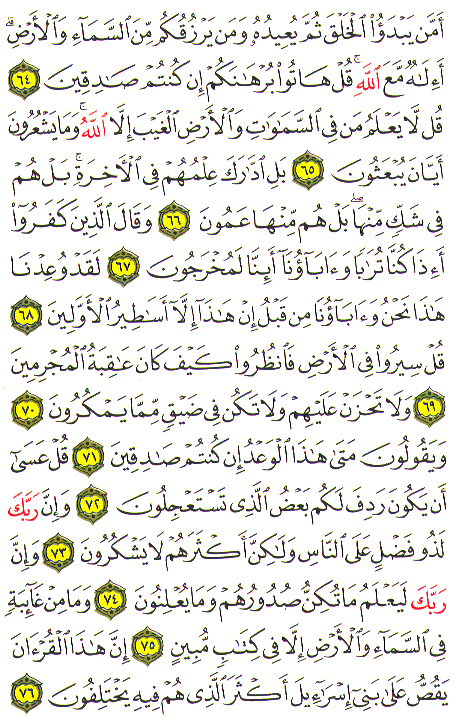 أَمَّن يَبْدَؤُا۟ ٱلْخَلْقَ ثُمَّ يُعِيدُهُۥ وَمَن يَرْزُقُكُم مِّنَ ٱلسَّمَآءِ وَٱلْأَرْضِ ۗ
أَءِلَٰهٌ مَّعَ ٱللَّهِ ۚ قُلْ هَاتُوا۟ بُرْهَٰنَكُمْ إِن كُنتُمْ صَٰدِقِينَ ٦٤
قُل لَّا يَعْلَمُ مَن فِى ٱلسَّمَٰوَٰتِ وَٱلْأَرْضِ ٱلْغَيْبَ إِلَّا ٱللَّهُ ۚ وَمَا يَشْعُرُونَ
أَيَّانَ يُبْعَثُونَ ٦٥ بَلِ ٱدَّٰرَكَ عِلْمُهُمْ فِى ٱلْءَاخِرَةِ ۚ بَلْ هُمْ
فِى شَكٍّ مِّنْهَا ۖ بَلْ هُم مِّنْهَا عَمُونَ ٦٦ وَقَالَ ٱلَّذِينَ كَفَرُوٓا۟
أَءِذَا كُنَّا تُرَٰبًا وَءَابَآؤُنَآ أَئِنَّا لَمُخْرَجُونَ ٦٧ لَقَدْ وُعِدْنَا
هَٰذَا نَحْنُ وَءَابَآؤُنَا مِن قَبْلُ إِنْ هَٰذَآ إِلَّآ أَسَٰطِيرُ ٱلْأَوَّلِينَ ٦٨
قُلْ سِيرُوا۟ فِى ٱلْأَرْضِ فَٱنظُرُوا۟ كَيْفَ كَانَ عَٰقِبَةُ ٱلْمُجْرِمِينَ
٦٩ وَلَا تَحْزَنْ عَلَيْهِمْ وَلَا تَكُن فِى ضَيْقٍ مِّمَّا يَمْكُرُونَ ٧٠
وَيَقُولُونَ مَتَىٰ هَٰذَا ٱلْوَعْدُ إِن كُنتُمْ صَٰدِقِينَ ٧١ قُلْ عَسَىٰٓ
أَن يَكُونَ رَدِفَ لَكُم بَعْضُ ٱلَّذِى تَسْتَعْجِلُونَ ٧٢ وَإِنَّ رَبَّكَ
لَذُو فَضْلٍ عَلَى ٱلنَّاسِ وَلَٰكِنَّ أَكْثَرَهُمْ لَا يَشْكُرُونَ ٧٣ وَإِنَّ
رَبَّكَ لَيَعْلَمُ مَا تُكِنُّ صُدُورُهُمْ وَمَا يُعْلِنُونَ ٧٤ وَمَا مِنْ غَآئِبَةٍ
فِى ٱلسَّمَآءِ وَٱلْأَرْضِ إِلَّا فِى كِتَٰبٍ مُّبِينٍ ٧٥ إِنَّ هَٰذَا ٱلْقُرْءَانَ
يَقُصُّ عَلَىٰ بَنِىٓ إِسْرَٰٓءِيلَ أَكْثَرَ ٱلَّذِى هُمْ فِيهِ يَخْتَلِفُونَ ٧٦